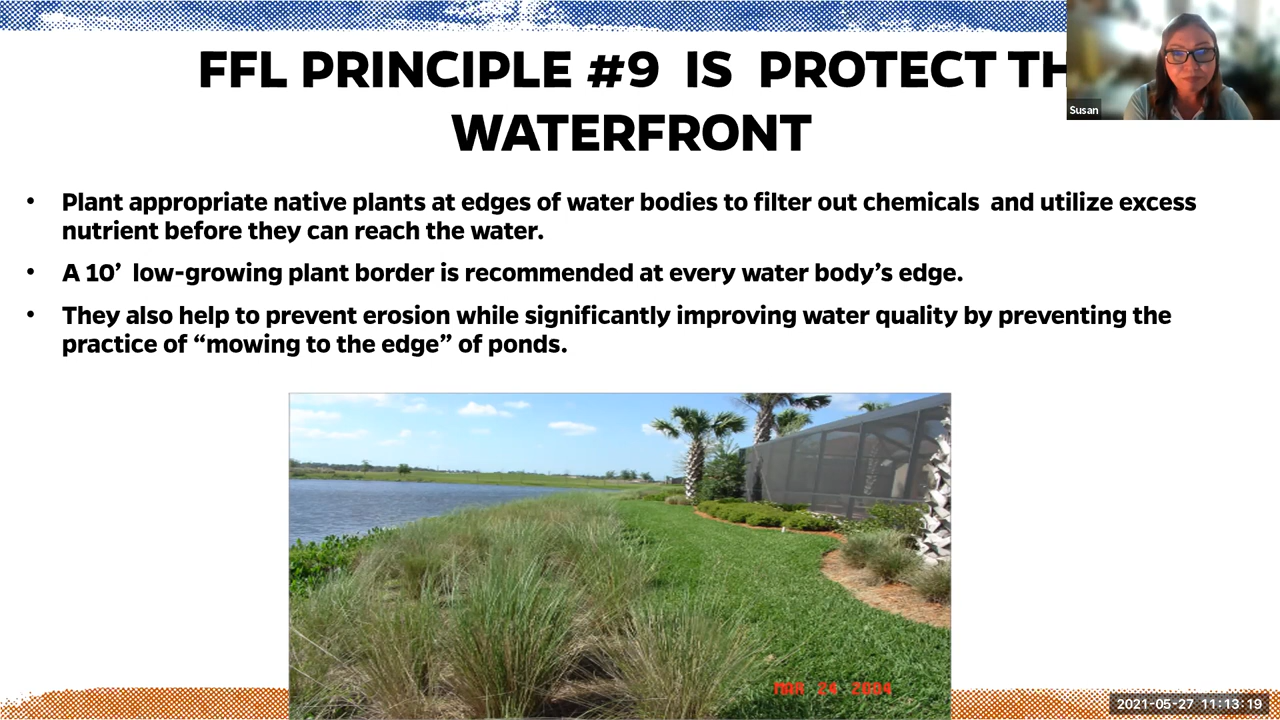 FFL PRINCIPLE #9 IS PROTECT TH
WATERFRONT
Susan
• Plant appropriate native plants at edges of water bodies to filter out chemicals and utilize excess
nutrient before they can reach the water.
• A 10’ low-growing plant border is recommended at every water body’s edge.
• They also help to prevent erosion while significantly improving water quality by preventing the
practice of “mowing to the edge” of ponds.
MAR 24 2004
2021-05-27 11:13:19